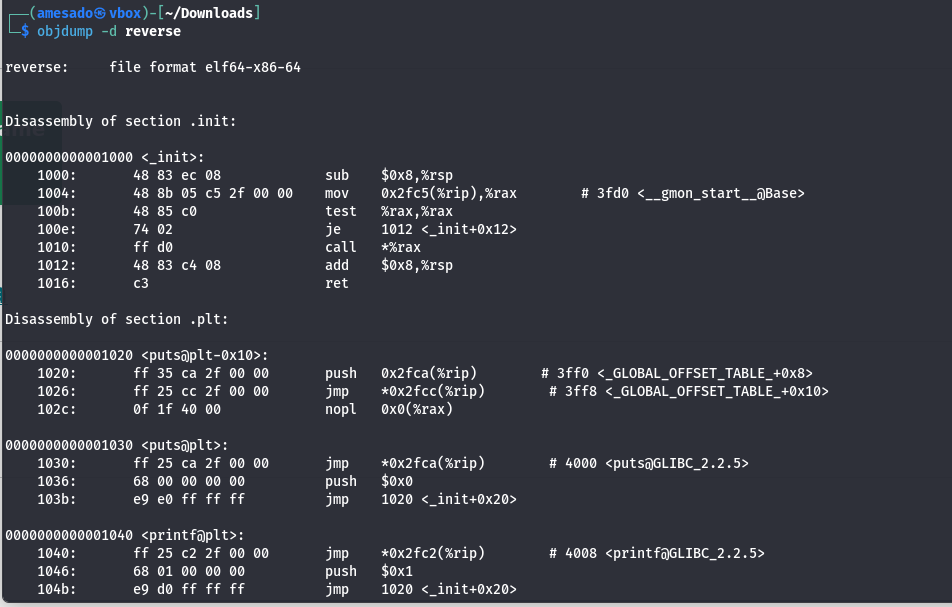 ┌──(amesado㉿vbox)-[~/Downloads]
└─$ objdump -d reverse
reverse:     file format elf64-x86-64
Disassembly of section .init:
0000000000001000 <_init>:
    1000:       48 83 ec 08             sub    $0x8,%rsp
    1004:       48 8b 05 c5 2f 00 00    mov    0x2fc5(%rip),%rax        # 3fd0 <__gmon_start__@Base>
    100b:       48 85 c0                test   %rax,%rax
    100e:       74 02                   je     1012 <_init+0x12>
    1010:       ff d0                   call   *%rax
    1012:       48 83 c4 08             add    $0x8,%rsp
    1016:       c3                      ret
Disassembly of section .plt:
0000000000001020 <puts@plt-0x10>:
    1020:       ff 35 ca 2f 00 00       push   0x2fca(%rip)        # 3ff0 <_GLOBAL_OFFSET_TABLE_+0x8>
    1026:       ff 25 cc 2f 00 00       jmp    *0x2fcc(%rip)        # 3ff8 <_GLOBAL_OFFSET_TABLE_+0x10>
    102c:       0f 1f 40 00             nopl   0x0(%rax)
0000000000001030 <puts@plt>:
    1030:       ff 25 ca 2f 00 00       jmp    *0x2fca(%rip)        # 4000 <puts@GLIBC_2.2.5>
    1036:       68 00 00 00 00          push   $0x0
    103b:       e9 e0 ff ff ff          jmp    1020 <_init+0x20>
0000000000001040 <printf@plt>:
    1040:       ff 25 c2 2f 00 00       jmp    *0x2fc2(%rip)        # 4008 <printf@GLIBC_2.2.5>
    1046:       68 01 00 00 00          push   $0x1
    104b:       e9 d0 ff ff ff          jmp    1020 <_init+0x20>